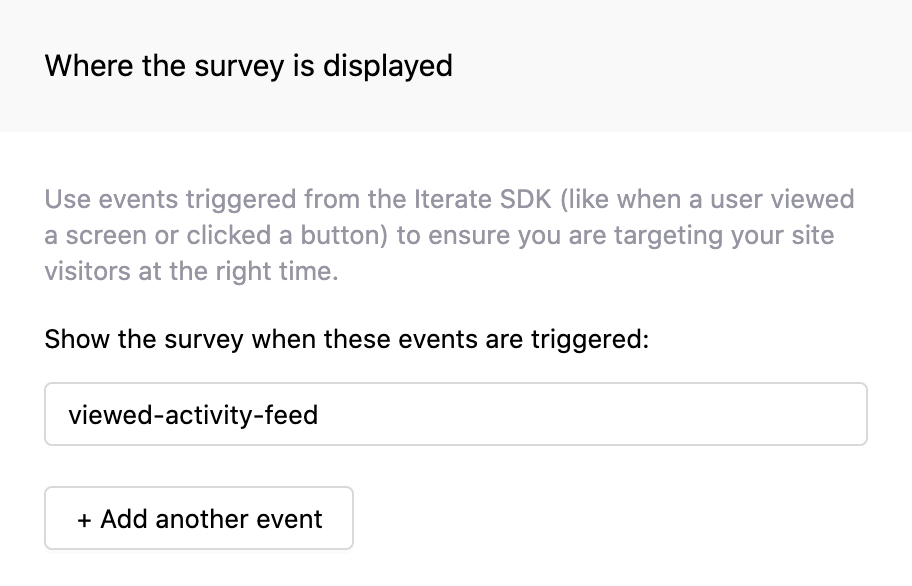 Where the survey is displayed
Use events triggered from the Iterate SDK (like when a user viewed
a screen or clicked a button) to ensure you are targeting your site
visitors at the right time.
Show the survey when these events are triggered:
viewed-activity-feed
+ Add another event